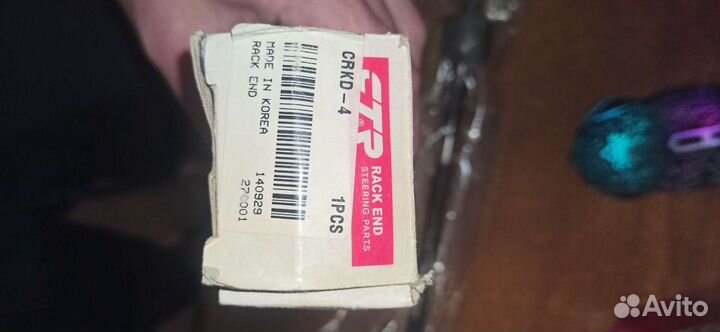 CTR®
RACK END
STEERING PARTS
CRKD-4
1PCS
MADE IN KOREA
140929
RACK END
Avito